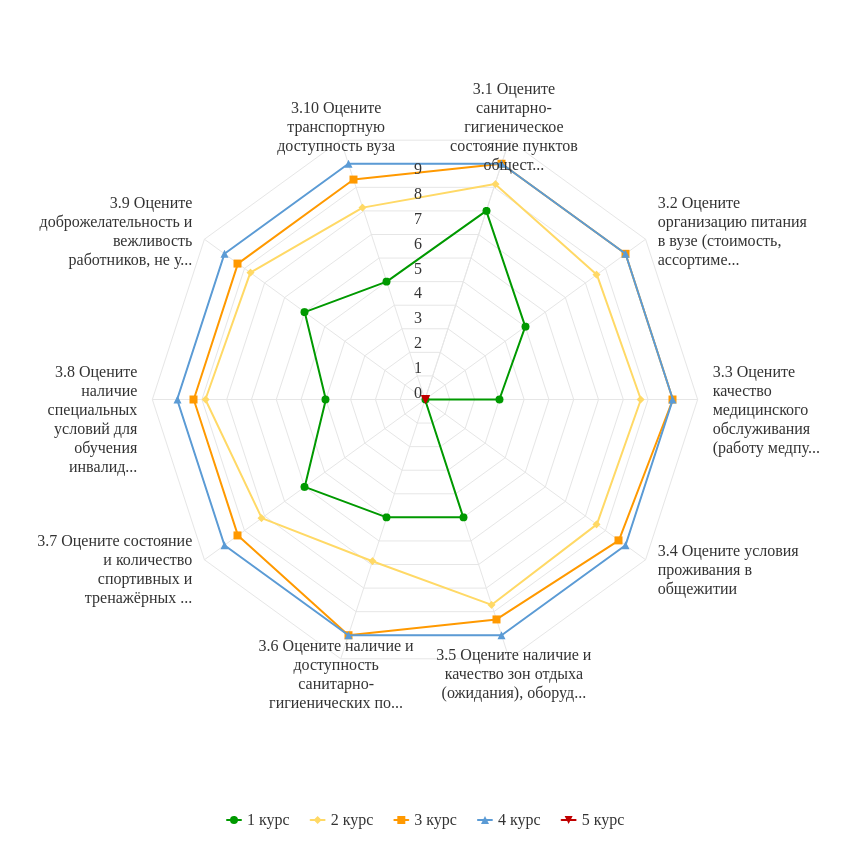 3.1 Оцените
санитарно-
гигиеническое
состояние пунктов
общест...
3.10 Оцените
транспортную
доступность вуза
3.2 Оцените
организацию питания
в вузе (стоимость,
ассортиме...
3.9 Оцените
доброжелательность и
вежливость
работников, не у...
9
8
7
6
5
4
3
2
1
0
3.3 Оцените
качество
медицинского
обслуживания
(работу медпу...
3.8 Оцените
наличие
специальных
условий для
обучения
инвалид...
3.4 Оцените условия
проживания в
общежитии
3.7 Оцените состояние
и количество
спортивных и
тренажёрных ...
3.6 Оцените наличие и
доступность
санитарно-
гигиенических по...
3.5 Оцените наличие и
качество зон отдыха
(ожидания), оборуд...
1 курс 2 курс 3 курс 4 курс 5 курс